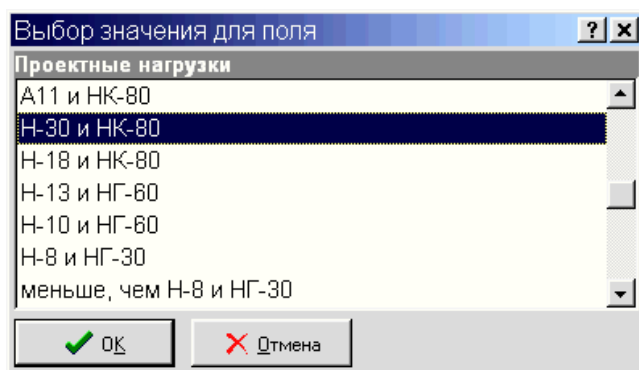 Выбор значения для поля
Проектные нагрузки
А11 и НК-80
Н-30 и НК-80
Н-18 и НК-80
Н-13 и НГ-60
Н-10 и НГ-60
Н-8 и НГ-30
меньше, чем Н-8 и НГ-30
OK Отмена